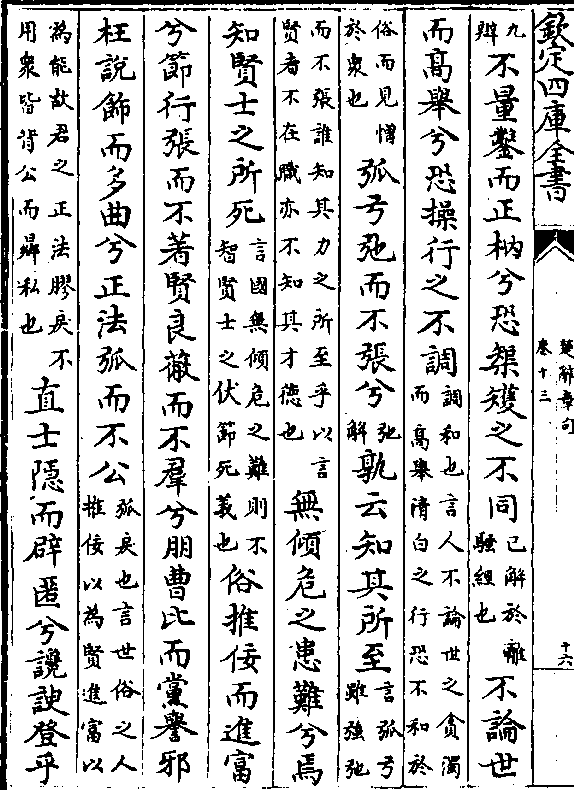 欽定四庫全書
楚辭章句
卷十三
十六
九辯不量鑿而正枘兮恐榘矱之不同已解於離騷經也不論世
而高舉兮恐操行之不調調和也言人不論世之貪濁而高舉清白之行恐不和於
俗而見憎於衆也弧弓弛而不張兮弛解孰云知其所至言弧弓雖強弛
而不張誰知其力之所至乎以言賢者不在職亦不知其才德也無傾危之患難兮焉
知賢士之所死言國無傾危之難則不智賢士之伏節死義也俗推佞而進富
兮節行張而不著賢良蔽而不羣兮朋曹比而黨譽邪
枉說飾而多曲兮正法弧而不公弧戾也言世俗之人推佞以為賢進富以
為能故君之正法膠戾不用衆皆背公而嚮私也直士隱而辟匿兮讒諛登乎